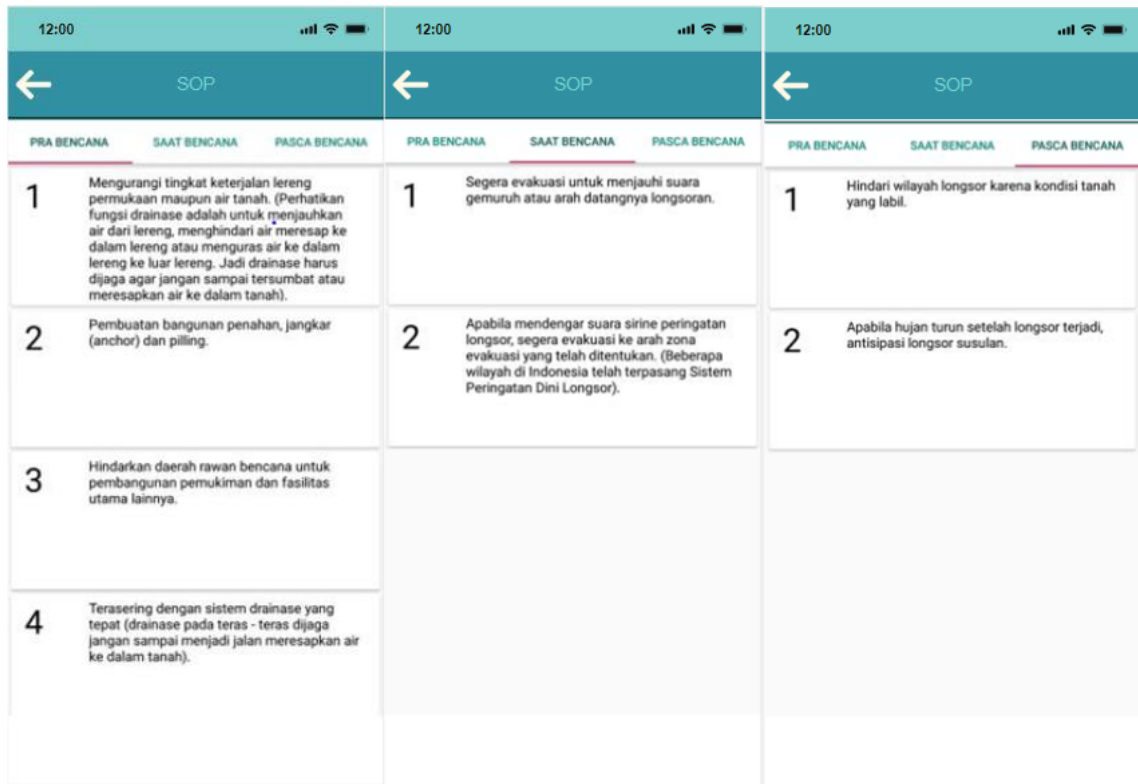 12:00
SOP
PRA BENCANA SAAT BENCANA PASCA BENCANA
1
Mengurangi tingkat keterjalan lereng
permukaan maupun air tanah. (Perhatikan
fungsi drainase adalah untuk menjauhkan
air dari lereng, menghindari air meresap ke
dalam lereng atau menguras air ke dalam
lereng ke luar lereng. Jadi drainase harus
dijaga agar jangan sampai tersumbat atau
meresapkan air ke dalam tanah).
2
Pembuatan bangunan penahan, jangkar
(anchor) dan pilling.
3
Hindarkan daerah rawan bencana untuk
pembangunan pemukiman dan fasilitas
utama lainnya.
4
Terasering dengan sistem drainase yang
tepat (drainase pada teras - teras dijaga
jangan sampai menjadi jalan meresapkan air
ke dalam tanah).
12:00
SOP
PRA BENCANA SAAT BENCANA PASCA BENCANA
1
Segera evakuasi untuk menjauhi suara
gemuruh atau arah datangnya longsoran.
2
Apabila mendengar suara sirine peringatan
longsor, segera evakuasi ke arah zona
evakuasi yang telah ditentukan. (Beberapa
wilayah di Indonesia telah terpasang Sistem
Peringatan Dini Longsor).
12:00
SOP
PRA BENCANA SAAT BENCANA PASCA BENCANA
1
Hindari wilayah longsor karena kondisi tanah
yang labil.
2
Apabila hujan turun setelah longsor terjadi,
antisipasi longsor susulan.